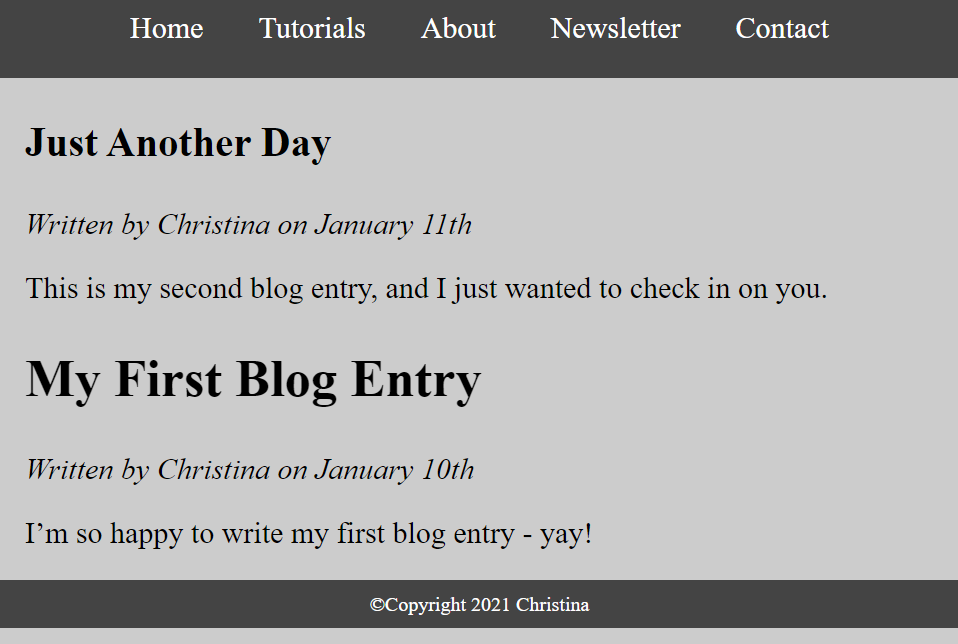 Home Tutorials About Newsletter Contact
Just Another Day
Written by Christina on January 11th
This is my second blog entry, and I just wanted to check in on you.
My First Blog Entry
Written by Christina on January 10th
I’m so happy to write my first blog entry - yay!
©Copyright 2021 Christina